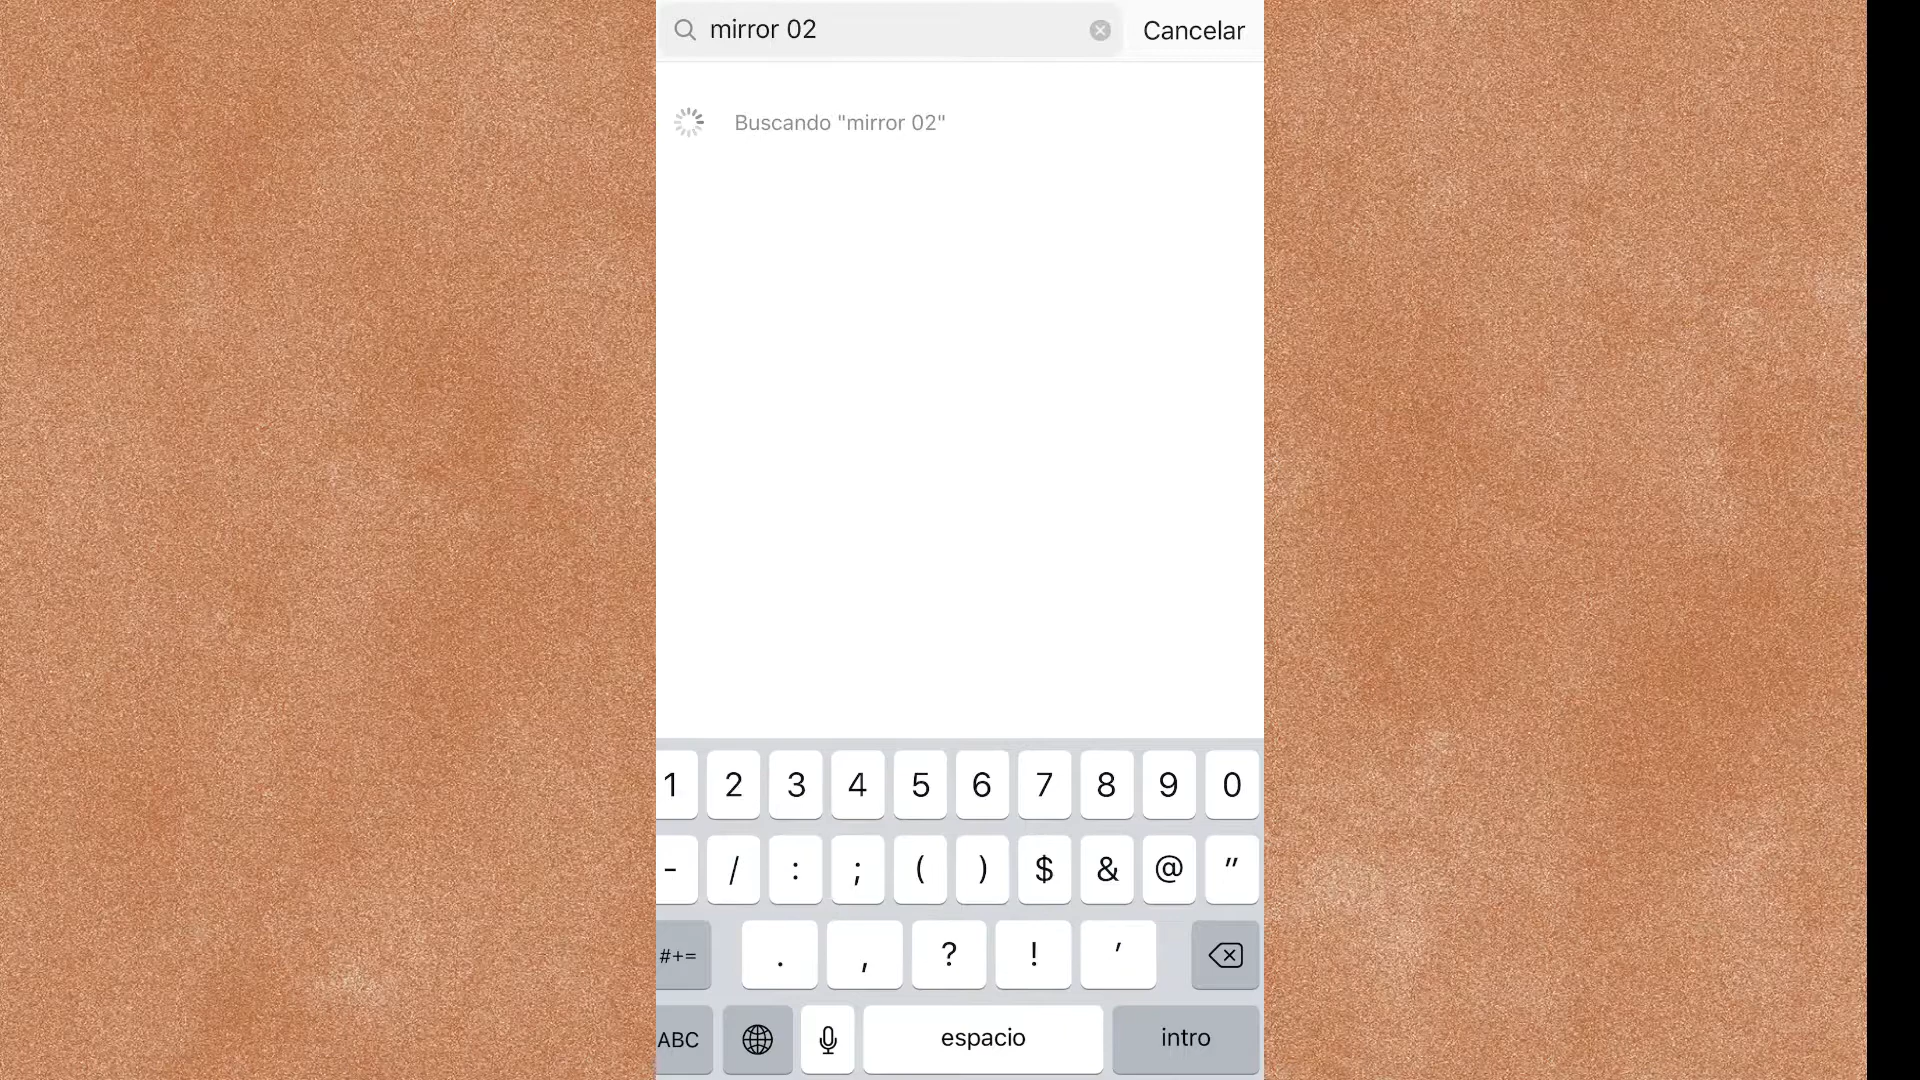 mirror 02 Cancelar
Buscando "mirror 02"
1 2 3 4 5 6 7 8 9 0
- / : ; ( ) $ & @ "
#+= . , ? ! '
ABC espacio intro